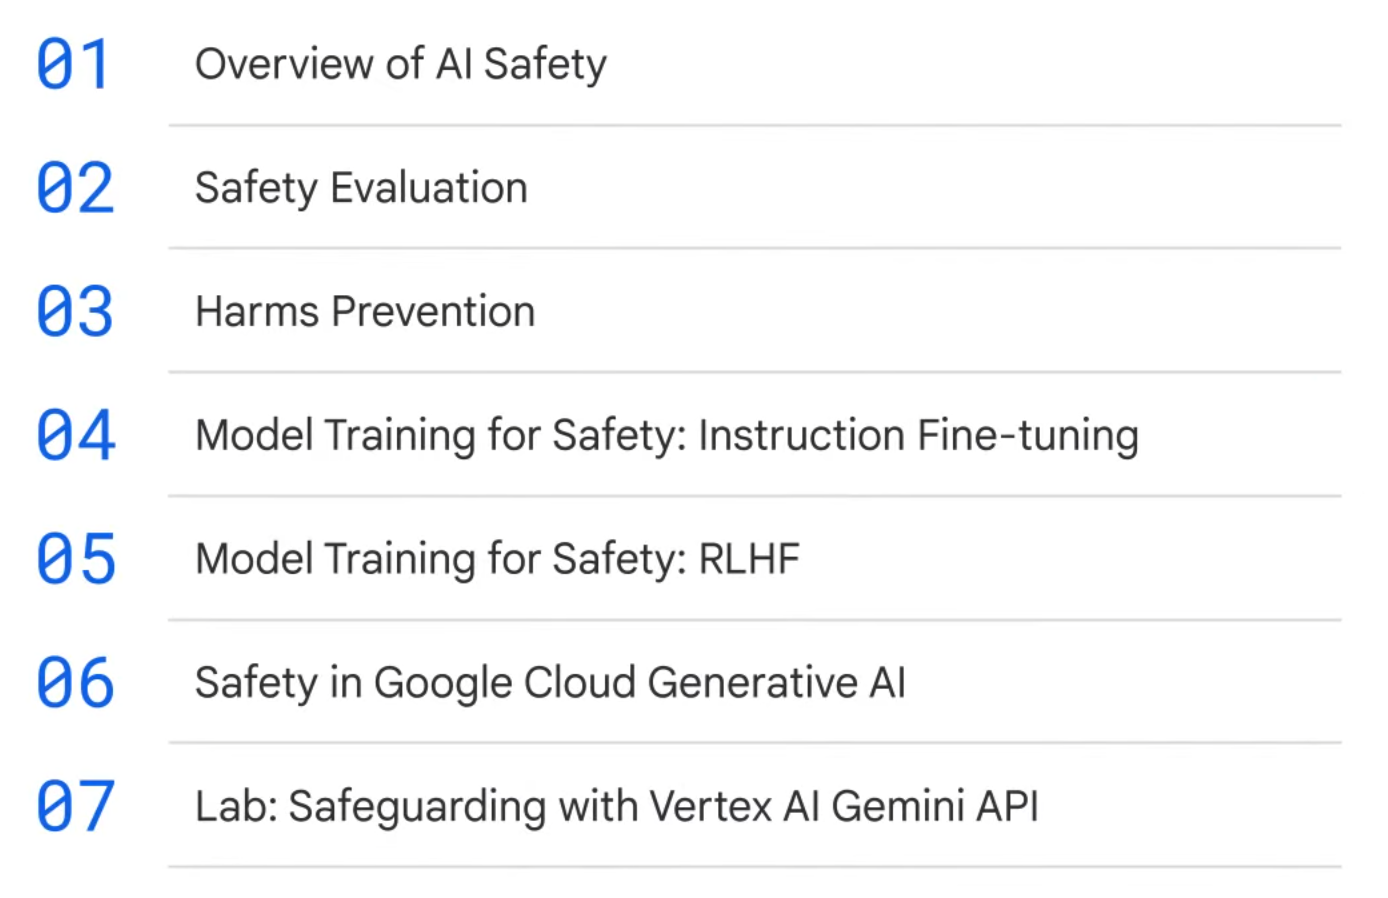 01 Overview of AI Safety
02 Safety Evaluation
03 Harms Prevention
04 Model Training for Safety: Instruction Fine-tuning
05 Model Training for Safety: RLHF
06 Safety in Google Cloud Generative AI
07 Lab: Safeguarding with Vertex AI Gemini API